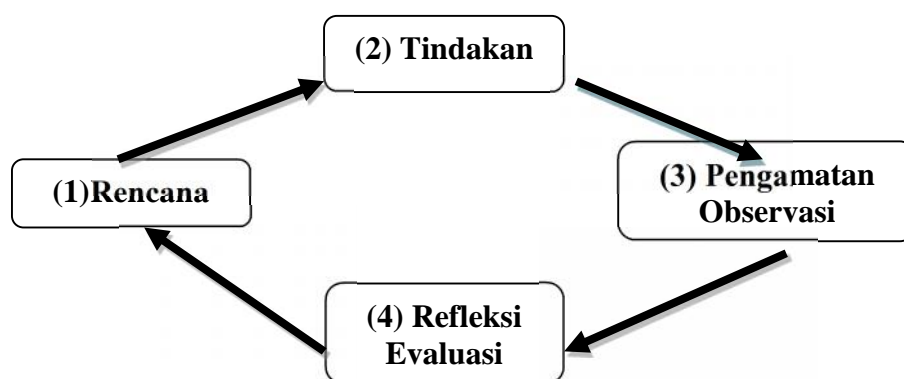 (2) Tindakan
(1)Rencana
(3) Pengamatan
Observasi
(4) Refleksi
Evaluasi